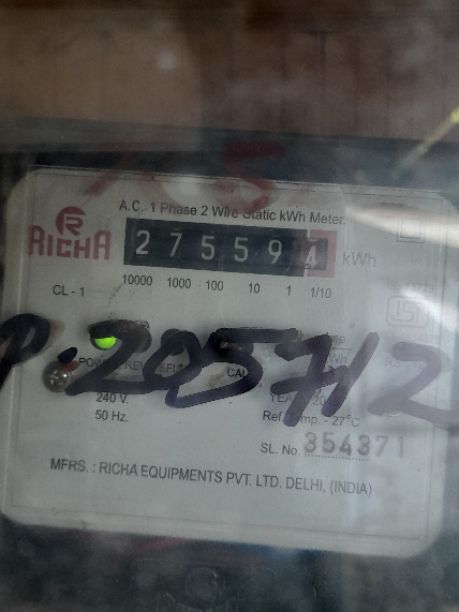 A.C. 1 Phase 2 Wire Static kWh Meter.
R
RICHA
275594 kWh
10000 1000 100 10 1 1/10
CL - 1
P. 205712
240 V.
50 Hz.
Ref. Temp. - 27°C
SL. No. 354371
MFRS. : RICHA EQUIPMENTS PVT. LTD. DELHI, (INDIA)